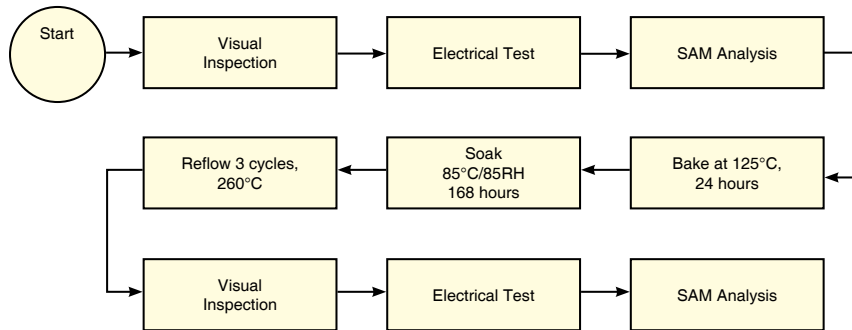 Start
Visual
Inspection
Electrical Test
SAM Analysis
Bake at 125°C,
24 hours
Soak
85°C/85RH
168 hours
Reflow 3 cycles,
260°C
Visual
Inspection
Electrical Test
SAM Analysis